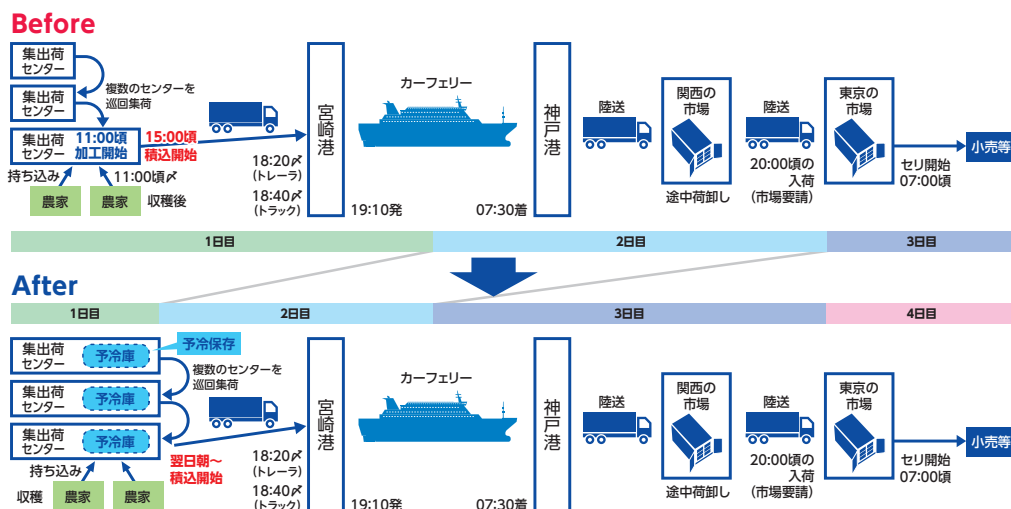 Before
集出荷
センター
複数のセンターを
巡回集荷
集出荷
センター
集出荷
センター
11:00頃
加工開始
15:00頃
積込開始
持ち込み
11:00頃〆
農家
農家
収穫後
18:20〆
(トレーラ)
18:40〆
(トラック)
宮崎港
カーフェリー
19:10発
07:30着
神戸港
陸送
関西の
市場
途中荷卸し
陸送
20:00頃の
入荷
(市場要請)
東京の
市場
セリ開始
07:00頃
小売等
1日目
2日目
3日目
After
1日目
2日目
3日目
4日目
集出荷
センター
予冷庫
予冷保存
複数のセンターを
巡回集荷
集出荷
センター
予冷庫
集出荷
センター
予冷庫
翌日朝〜
積込開始
持ち込み
収穫
農家
農家
18:20〆
(トレーラ)
18:40〆
(トラック)
宮崎港
カーフェリー
19:10発
07:30着
神戸港
陸送
関西の
市場
途中荷卸し
陸送
20:00頃の
入荷
(市場要請)
東京の
市場
セリ開始
07:00頃
小売等